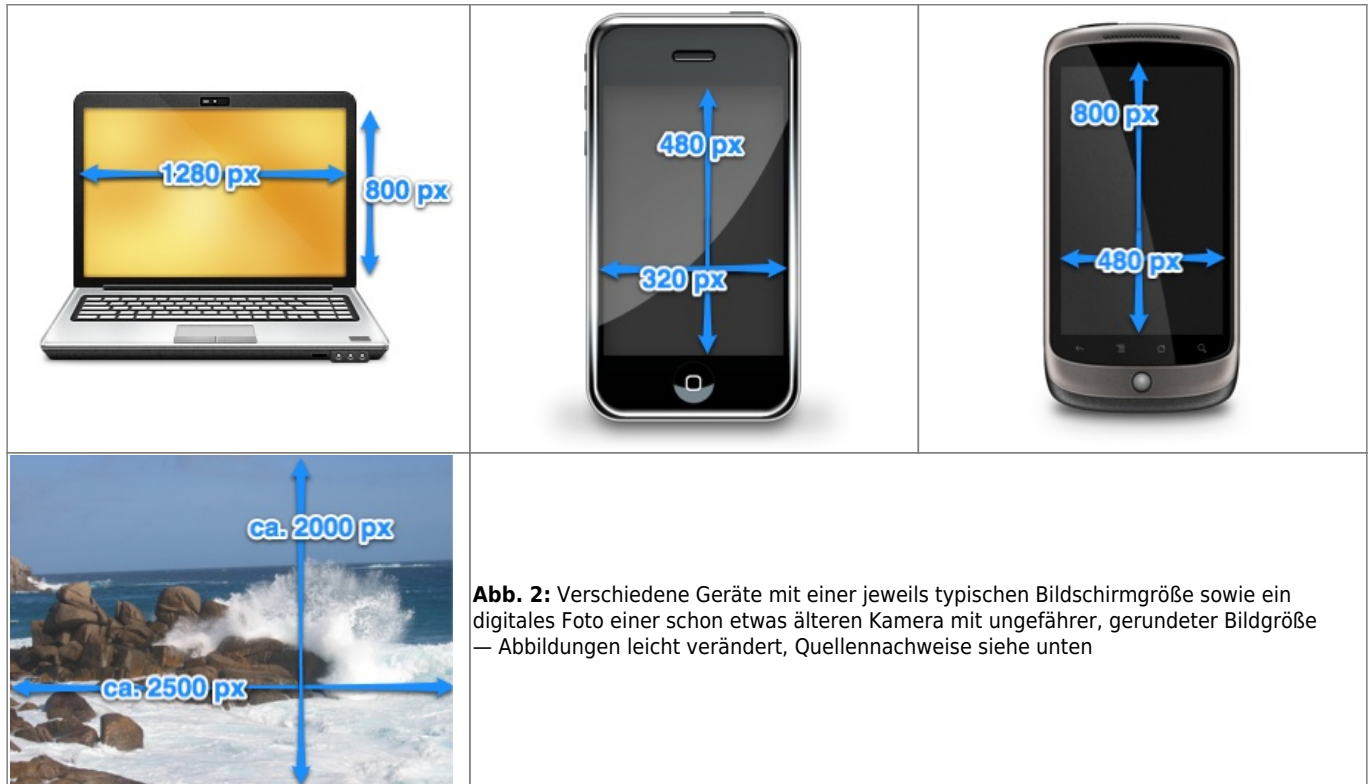 1280 px
800 px
480 px
320 px
800 px
480 px
ca. 2000 px
ca. 2500 px
Abb. 2: Verschiedene Geräte mit einer jeweils typischen Bildschirmgröße sowie ein
digitales Foto einer schon etwas älteren Kamera mit ungefährer, gerundeter Bildgröße
— Abbildungen leicht verändert, Quellennachweise siehe unten